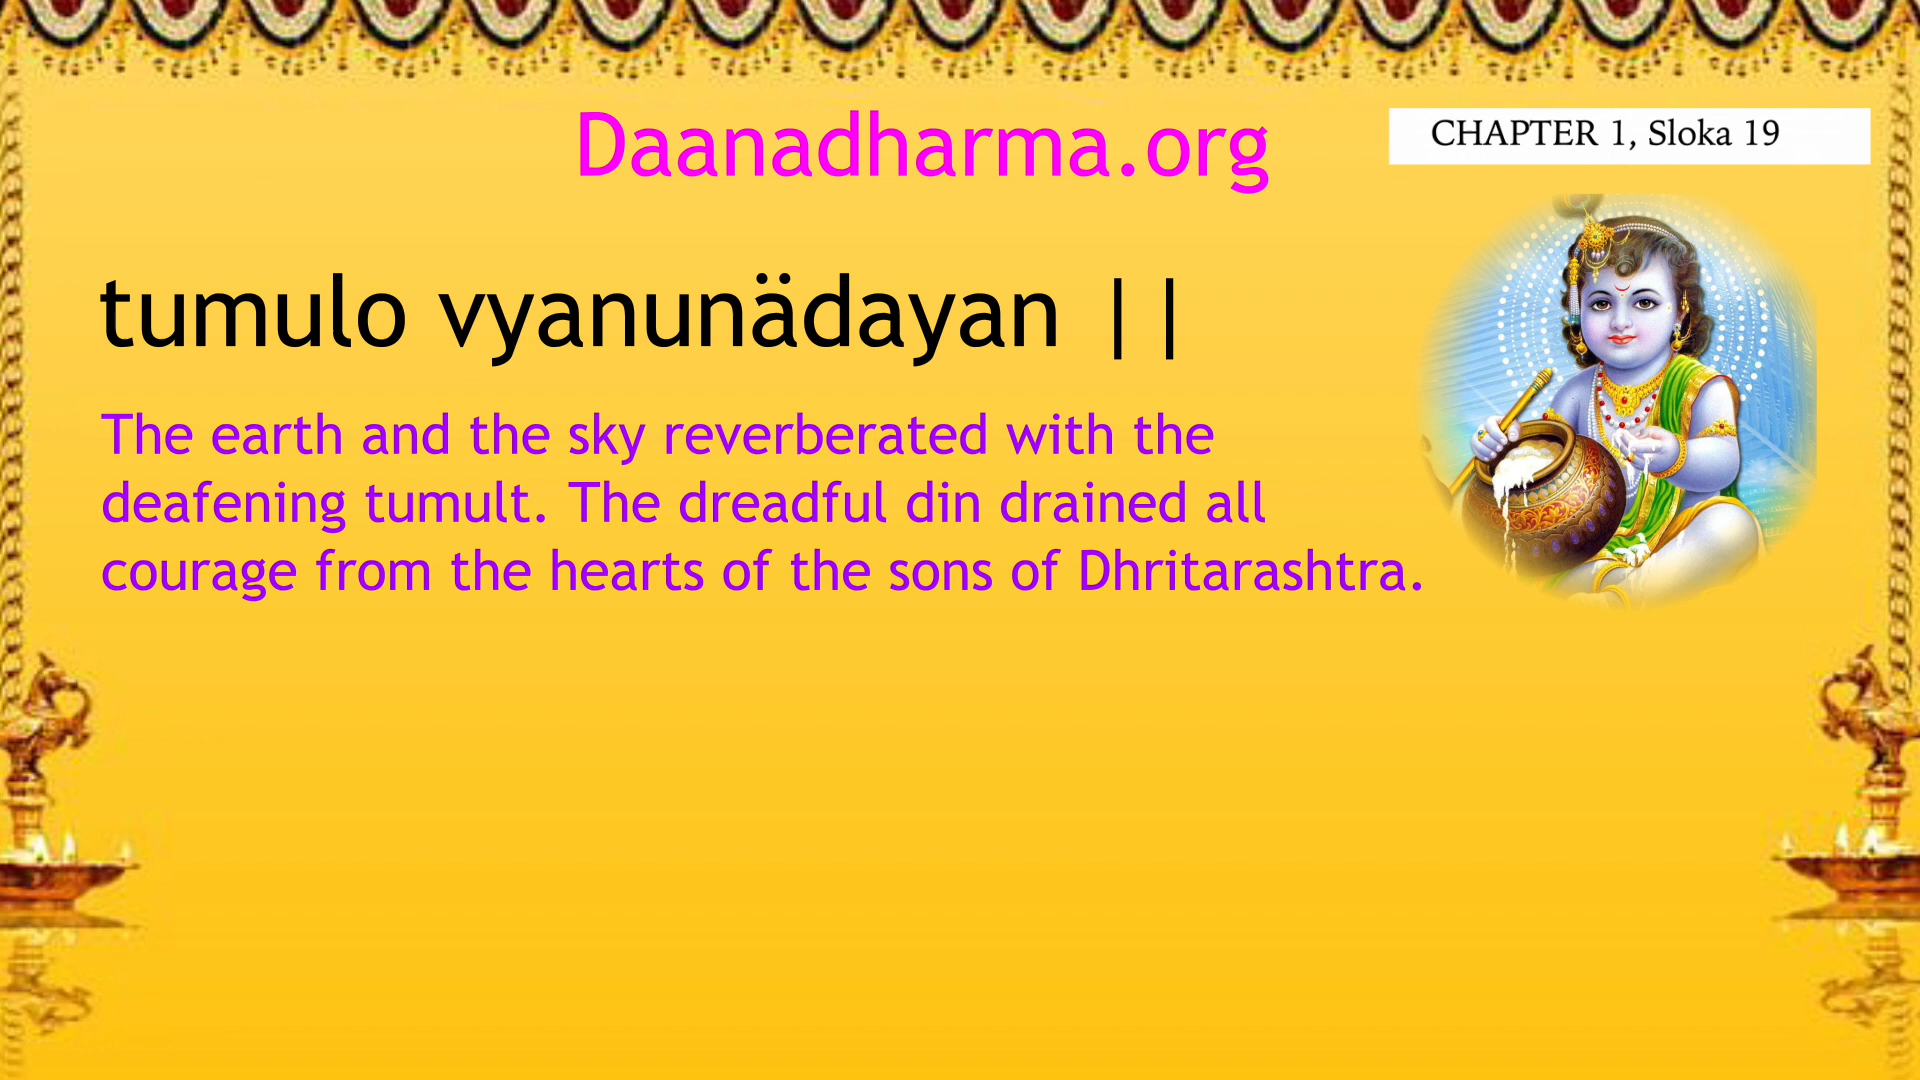 Daanadharma.org
CHAPTER 1, Sloka 19
tumulo vyanunädayan ||
The earth and the sky reverberated with the
deafening tumult. The dreadful din drained all
courage from the hearts of the sons of Dhritarashtra.